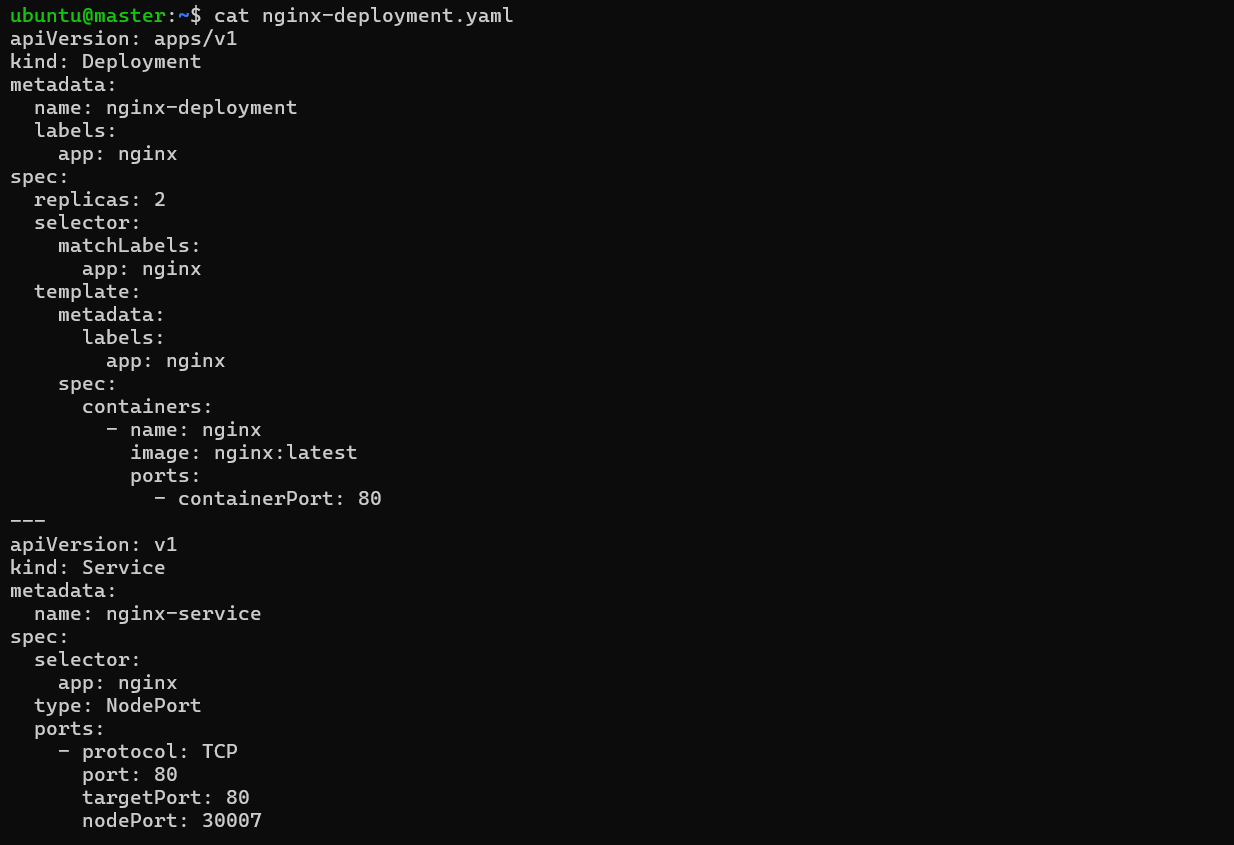 ubuntu@master:~$ cat nginx-deployment.yaml
apiVersion: apps/v1
kind: Deployment
metadata:
  name: nginx-deployment
  labels:
    app: nginx
spec:
  replicas: 2
  selector:
    matchLabels:
      app: nginx
  template:
    metadata:
      labels:
        app: nginx
    spec:
      containers:
        - name: nginx
          image: nginx:latest
          ports:
            - containerPort: 80
---
apiVersion: v1
kind: Service
metadata:
  name: nginx-service
spec:
  selector:
    app: nginx
  type: NodePort
  ports:
    - protocol: TCP
      port: 80
      targetPort: 80
      nodePort: 30007